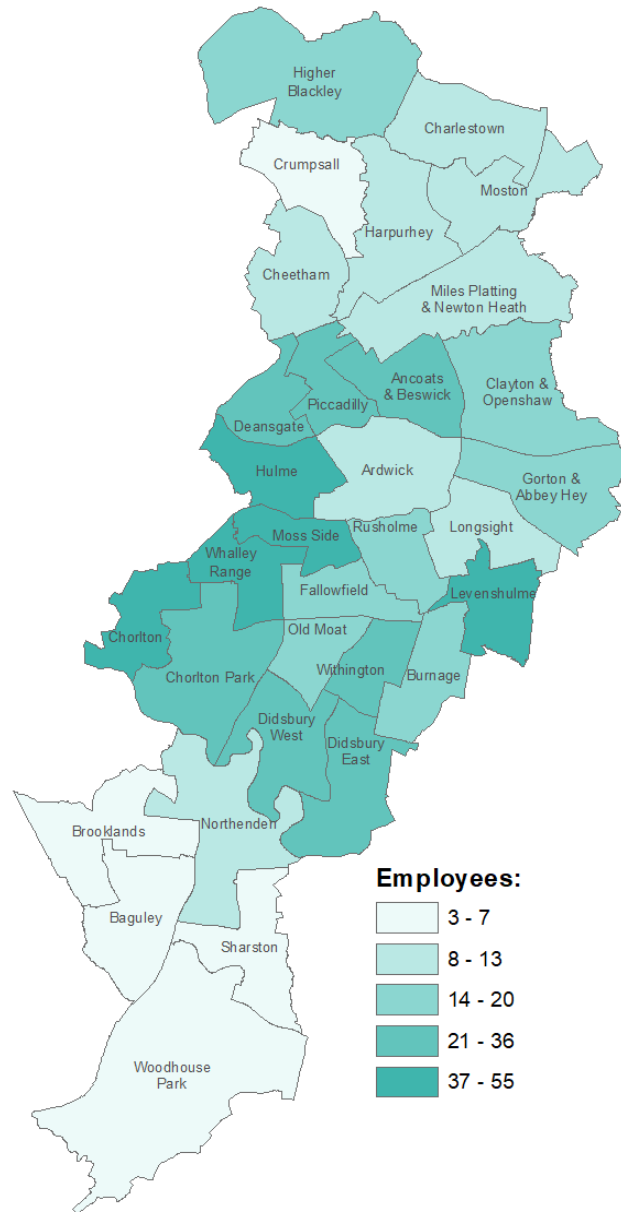 Higher
Blackley
Charlestown
Crumpsall
Moston
Harpurhey
Cheetham
Miles Platting
& Newton Heath
Ancoats
& Beswick
Clayton &
Openshaw
Piccadilly
Deansgate
Hulme
Ardwick
Gorton &
Abbey Hey
Moss Side
Rusholme
Longsight
Whalley
Range
Fallowfield
Levenshulme
Chorlton
Old Moat
Chorlton Park
Withington
Burnage
Didsbury
West
Didsbury
East
Brooklands
Northenden
Baguley
Sharston
Woodhouse
Park
Employees:
3 - 7
8 - 13
14 - 20
21 - 36
37 - 55